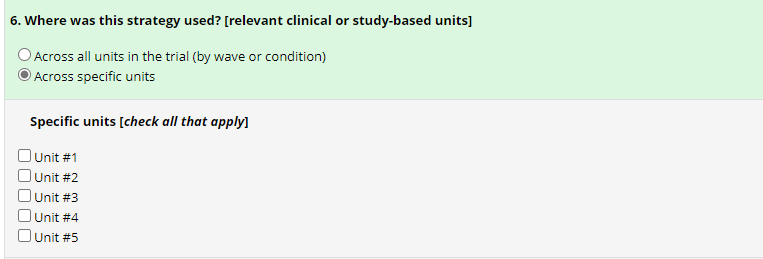 6. Where was this strategy used? [relevant clinical or study-based units]
Across all units in the trial (by wave or condition)
Across specific units
Specific units [check all that apply]
Unit #1
Unit #2
Unit #3
Unit #4
Unit #5